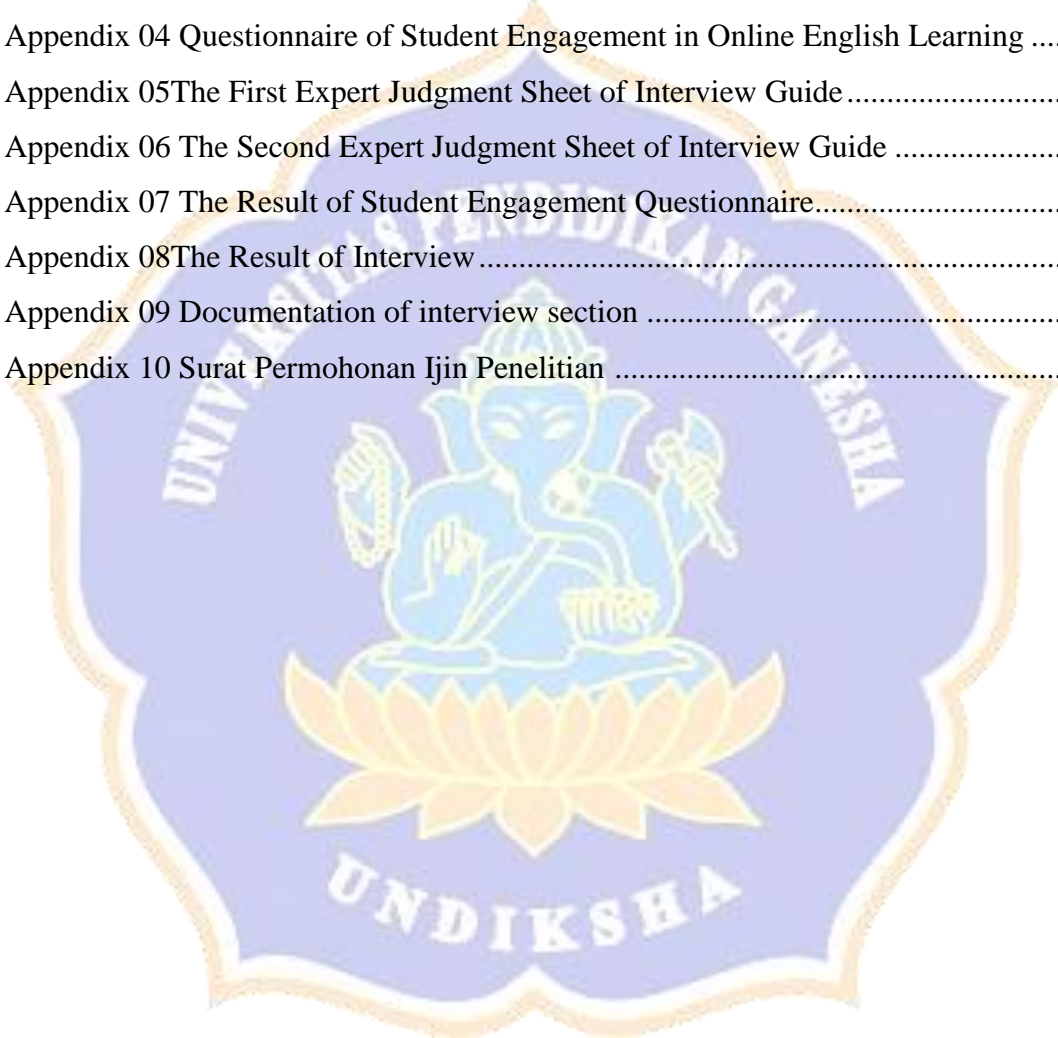 Appendix 04 Questionnaire of Student Engagement in Online English Learning ....
Appendix 05The First Expert Judgment Sheet of Interview Guide...........................
Appendix 06 The Second Expert Judgment Sheet of Interview Guide .....................
Appendix 07 The Result of Student Engagement Questionnaire...............................
Appendix 08The Result of Interview.........................................................................
Appendix 09 Documentation of interview section ....................................................
Appendix 10 Surat Permohonan Ijin Penelitian ........................................................
UNIVERSITAS PENDIDIKAN GANESHA
UNDIKSHA